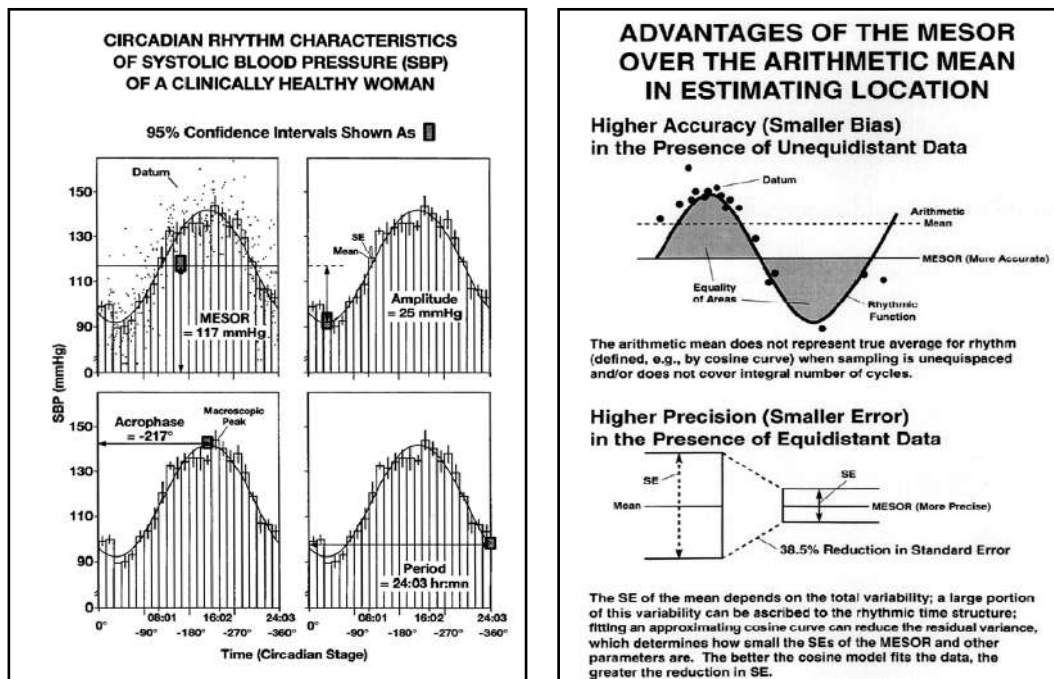 CIRCADIAN RHYTHM CHARACTERISTICS
OF SYSTOLIC BLOOD PRESSURE (SBP)
OF A CLINICALLY HEALTHY WOMAN
95% Confidence Intervals Shown As
SBP (mmHg)
150
130
110
90
0
Datum
MESOR
= 117 mmHg
SE
Mean
Amplitude
= 25 mmHg
150
130
110
90
0
Acrophase
= -217°
Macroscopic
Peak
Period
= 24:03 hr:mn
08:01 16:02 24:03
0° -90° -180° -270° -360°
08:01 16:02 24:03
0° -90° -180° -270° -360°
Time (Circadian Stage)
ADVANTAGES OF THE MESOR
OVER THE ARITHMETIC MEAN
IN ESTIMATING LOCATION
Higher Accuracy (Smaller Bias)
in the Presence of Unequidistant Data
Datum
Arithmetic
Mean
MESOR (More Accurate)
Equality
of Areas
Rhythmic
Function
The arithmetic mean does not represent true average for rhythm
(defined, e.g., by cosine curve) when sampling is unequispaced
and/or does not cover integral number of cycles.
Higher Precision (Smaller Error)
in the Presence of Equidistant Data
SE
Mean
SE
MESOR (More Precise)
38.5% Reduction in Standard Error
The SE of the mean depends on the total variability; a large portion
of this variability can be ascribed to the rhythmic time structure;
fitting an approximating cosine curve can reduce the residual variance,
which determines how small the SEs of the MESOR and other
parameters are. The better the cosine model fits the data, the
greater the reduction in SE.